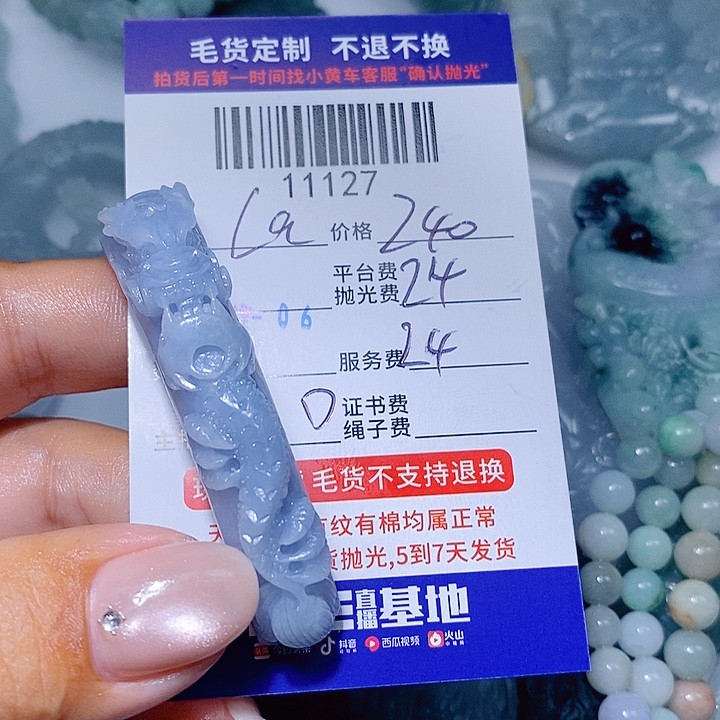 毛货定制 不退不换
拍货后第一时间找小黄车客服“确认抛光”
11127
价格 240
平台费
抛光费 24
06
服务费 24
证书费
绳子费
毛货不支持退换
纹有棉均属正常
抛光,5到7天发货
直播基地
抖音 西瓜视频 火山